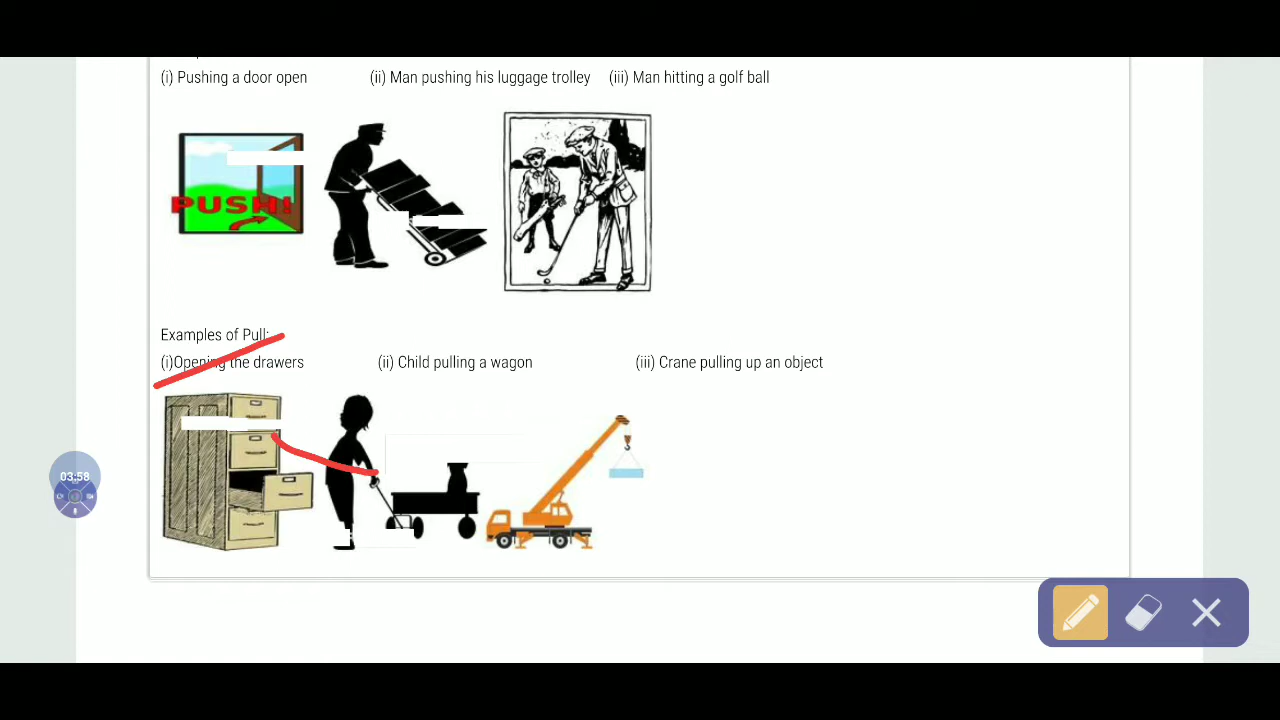 (i) Pushing a door open (ii) Man pushing his luggage trolley (iii) Man hitting a golf ball
PUSH!
Examples of Pull:
(i)Opening the drawers (ii) Child pulling a wagon (iii) Crane pulling up an object
03:58